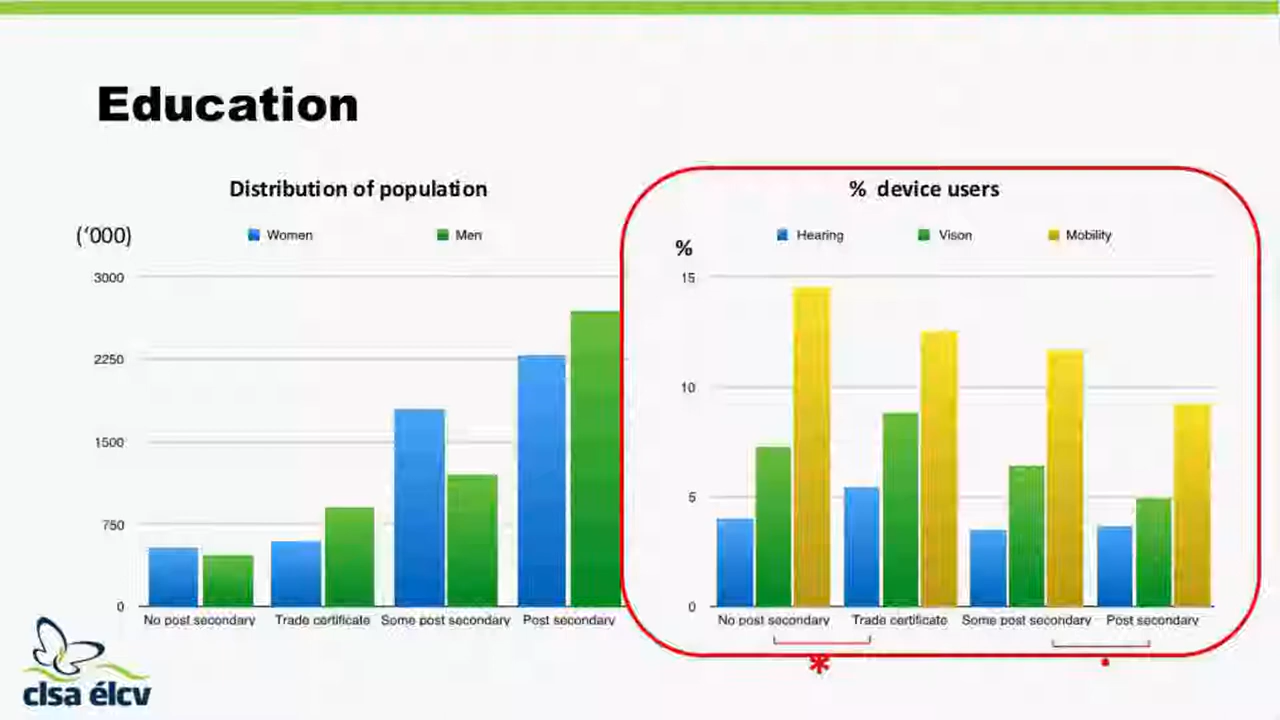 Education
Distribution of population
('000)
Women
Men
3000
2250
1500
750
0
No post secondary
Trade certificate
Some post secondary
Post secondary
% device users
%
Hearing
Vison
Mobility
15
10
5
0
No post secondary
Trade certificate
Some post secondary
Post secondary
*
clsa élcv